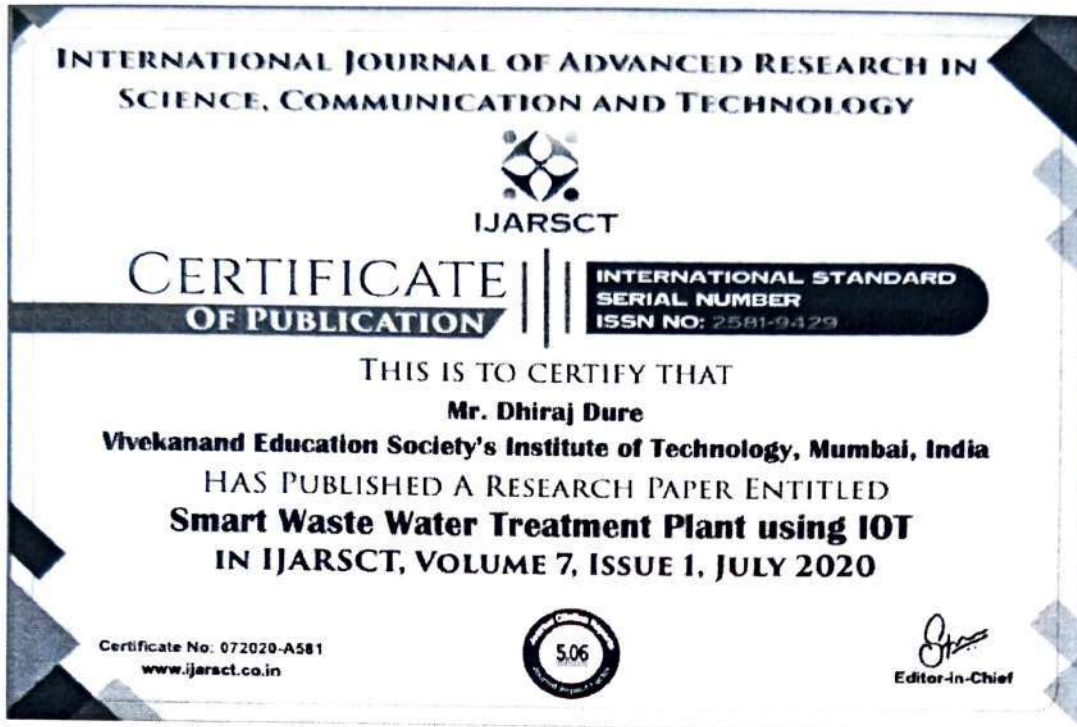 INTERNATIONAL JOURNAL OF ADVANCED RESEARCH IN
SCIENCE, COMMUNICATION AND TECHNOLOGY
IJARSCT
CERTIFICATE
OF PUBLICATION
INTERNATIONAL STANDARD
SERIAL NUMBER
ISSN NO: 2581-9429
THIS IS TO CERTIFY THAT
Mr. Dhiraj Dure
Vivekanand Education Society's Institute of Technology, Mumbai, India
HAS PUBLISHED A RESEARCH PAPER ENTITLED
Smart Waste Water Treatment Plant using IOT
IN IJARSCT, VOLUME 7, ISSUE 1, JULY 2020
Certificate No: 072020-A581
www.ijarsct.co.in
5.06
Editor-in-Chief